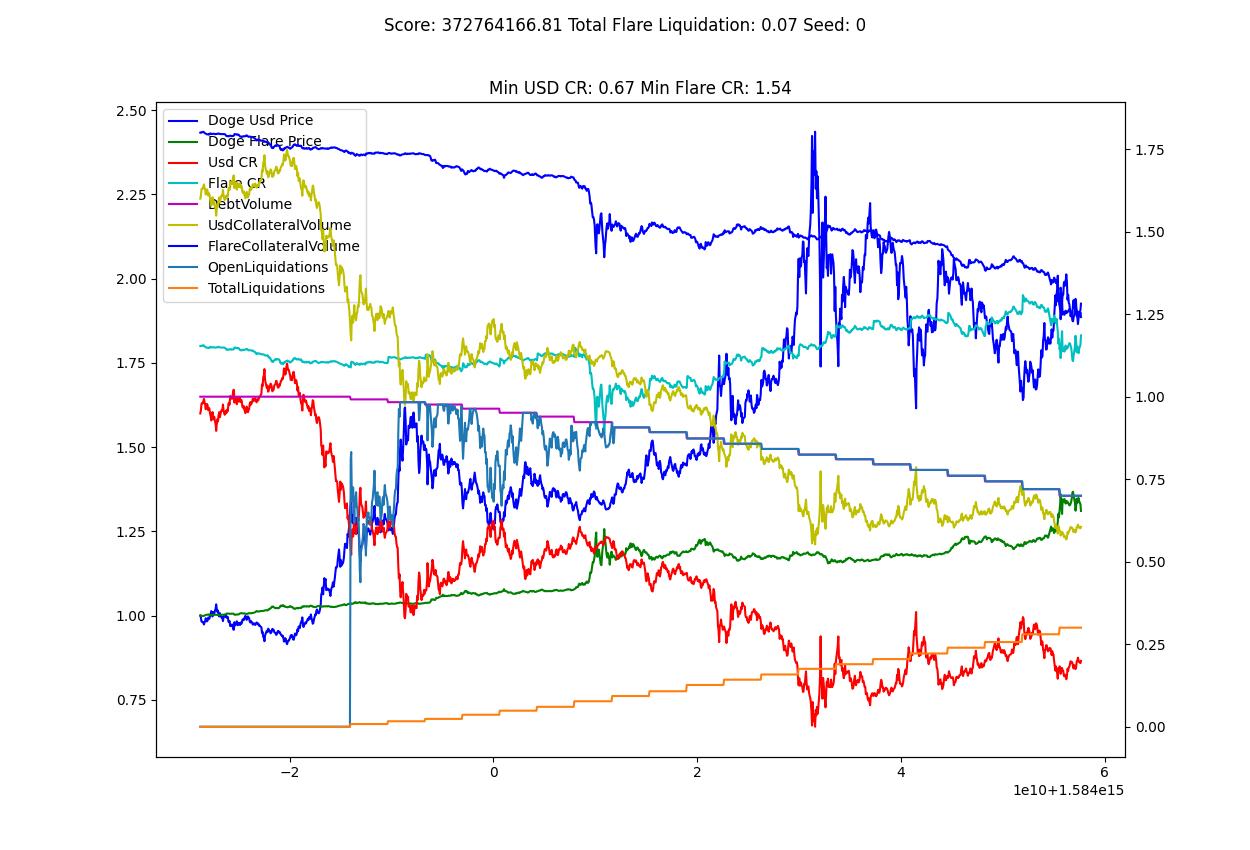 Score: 372764166.81 Total Flare Liquidation: 0.07 Seed: 0
Min USD CR: 0.67 Min Flare CR: 1.54
2.50
2.25
2.00
1.75
1.50
1.25
1.00
0.75
Doge Usd Price
Doge Flare Price
Usd CR
Flare CR
DebtVolume
UsdCollateralVolume
FlareCollateralVolume
OpenLiquidations
TotalLiquidations
1.75
1.50
1.25
1.00
0.75
0.50
0.25
0.00
−2
0
2
4
6
1e10+1.584e15